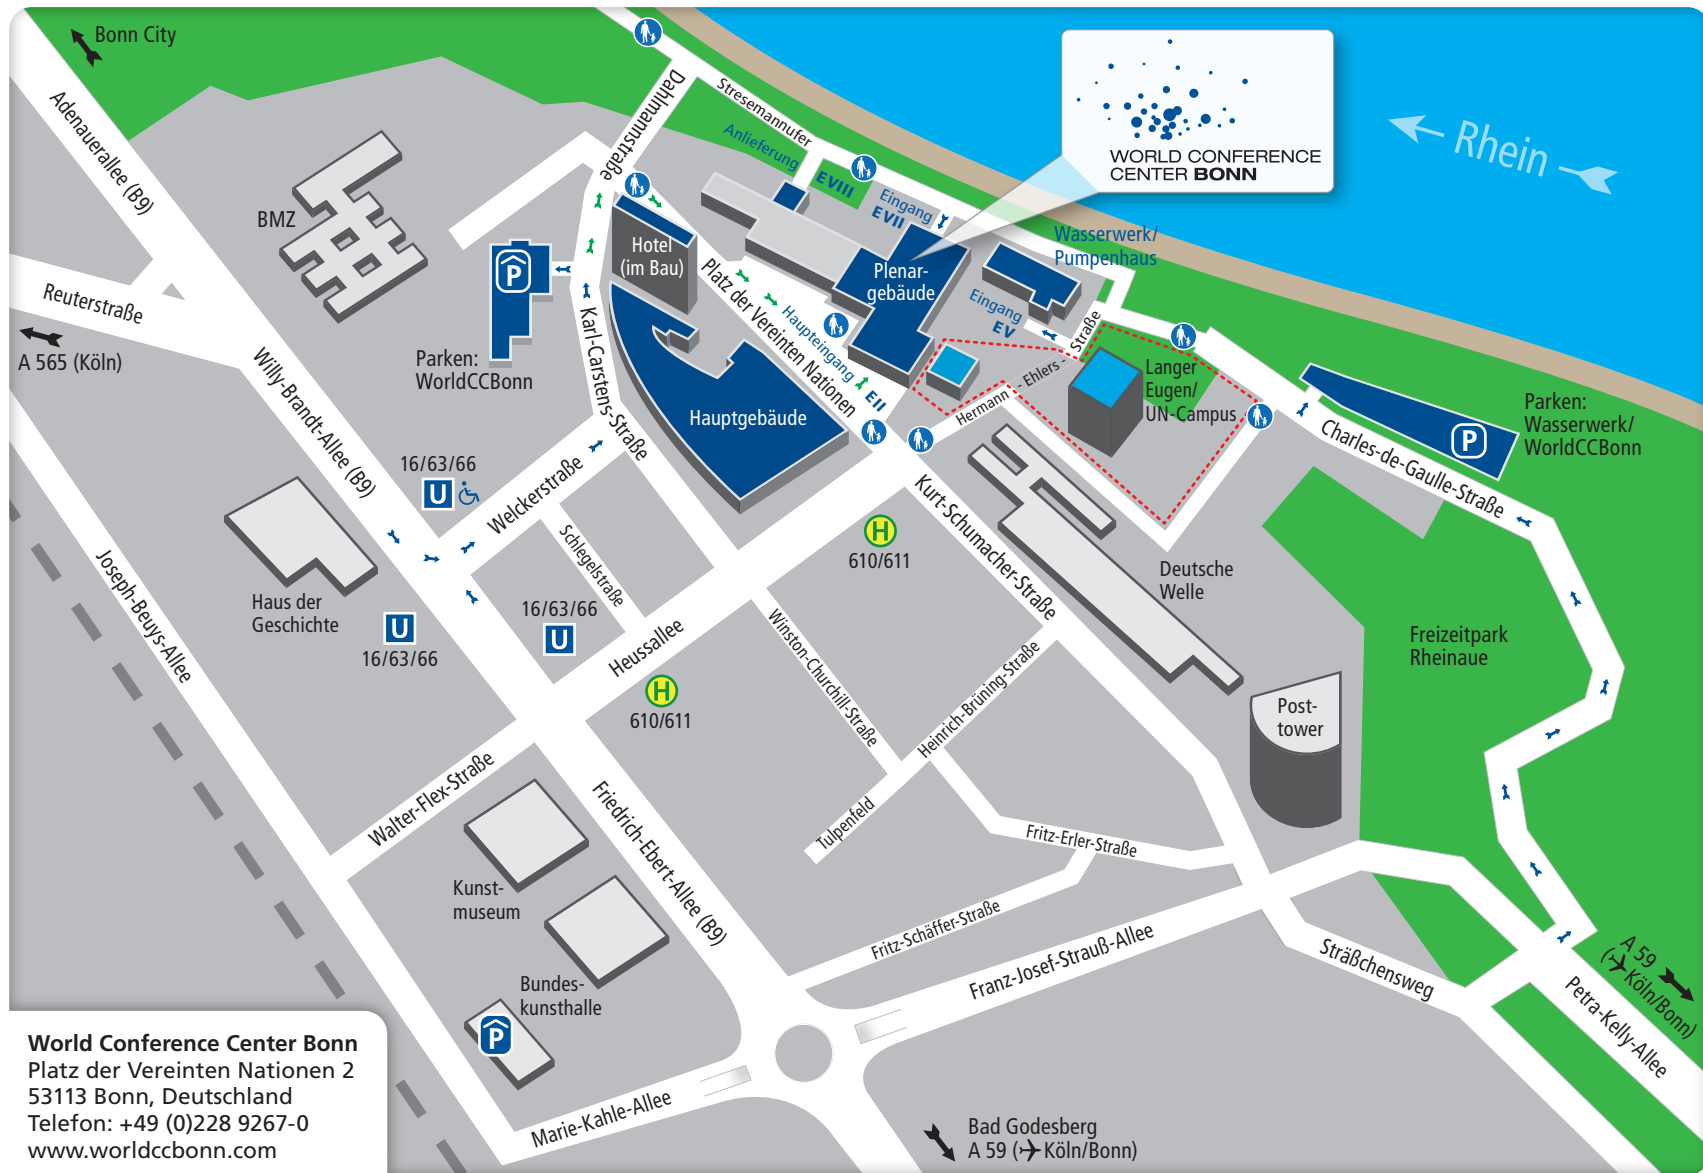 Bonn City
Adenauerallee (B9)
Dahlmannstraße
Stresemannufer
Anlieferung
EVIII
Eingang
EVII
WORLD CONFERENCE
CENTER BONN
Rhein
BMZ
Hotel
(im Bau)
P
Platz der Vereinten Nationen
Plenar-
gebäude
Wasserwerk/
Pumpenhaus
Eingang
EV
Reuterstraße
A 565 (Köln)
Parken:
WorldCCBonn
Karl-Carstens-Straße
Haupteingang
EII
Hermann
- Ehlers -
Straße
Langer
Eugen/
UN-Campus
Parken:
Wasserwerk/
WorldCCBonn
P
Charles-de-Gaulle-Straße
Hauptgebäude
Willy-Brandt-Allee (B9)
16/63/66
U
Welckerstraße
Schlegelstraße
H
610/611
Kurt-Schumacher-Straße
Deutsche
Welle
Haus der
Geschichte
U
16/63/66
16/63/66
U
Heussallee
H
610/611
Joseph-Beuys-Allee
Winston-Churchill-Straße
Heinrich-Brüning-Straße
Freizeitpark
Rheinaue
Post-
tower
Walter-Flex-Straße
Friedrich-Ebert-Allee (B9)
Tulpenfeld
Fritz-Erler-Straße
Kunst-
museum
Fritz-Schäffer-Straße
Franz-Josef-Strauß-Allee
Sträßchensweg
A 59
(Köln/Bonn)
Petra-Kelly-Allee
Bundes-
kunsthalle
P
Marie-Kahle-Allee
Bad Godesberg
A 59 (Köln/Bonn)
World Conference Center Bonn
Platz der Vereinten Nationen 2
53113 Bonn, Deutschland
Telefon: +49 (0)228 9267-0
www.worldccbonn.com